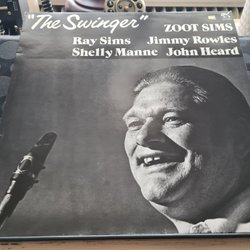 "The Swinger"
ZOOT SIMS
Ray Sims Jimmy Rowles
Shelly Manne John Heard